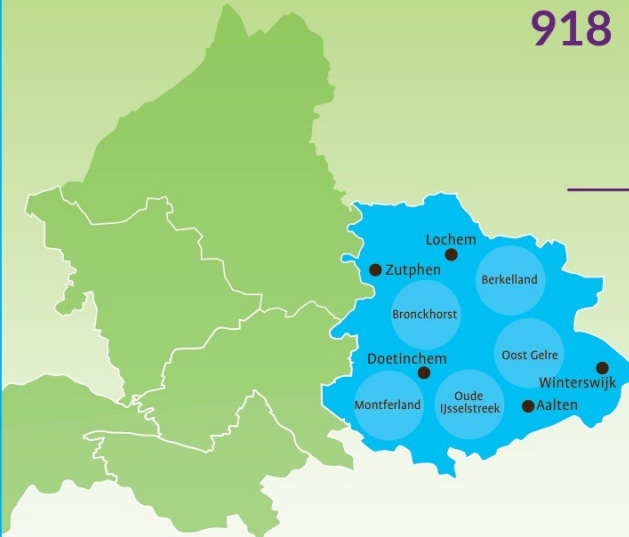 918
Lochem
Zutphen
Berkelland
Bronckhorst
Doetinchem
Oost Gelre
Winterswijk
Montferland
Oude
IJsselstreek
Aalten